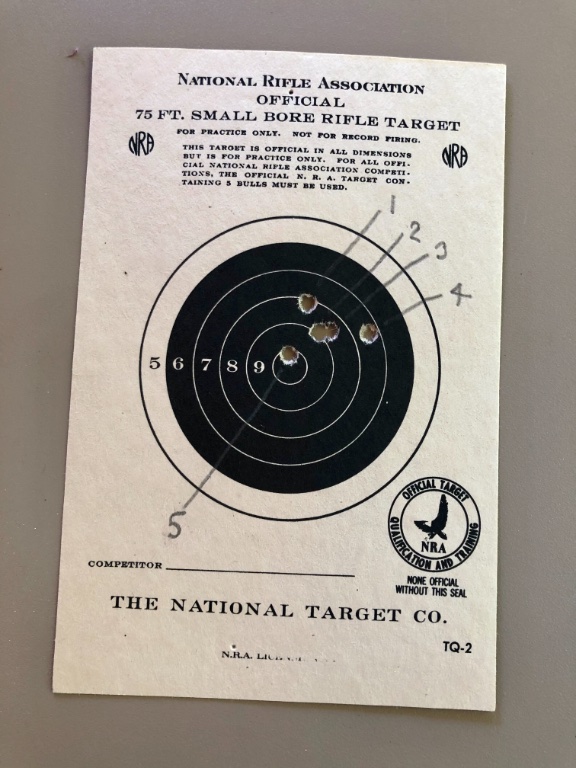 NATIONAL RIFLE ASSOCIATION
OFFICIAL
75 FT. SMALL BORE RIFLE TARGET
FOR PRACTICE ONLY. NOT FOR RECORD FIRING.
NRA
THIS TARGET IS OFFICIAL IN ALL DIMENSIONS
BUT IS FOR PRACTICE ONLY. FOR ALL OFFI-
CIAL NATIONAL RIFLE ASSOCIATION COMPETI-
TIONS, THE OFFICIAL N. R. A. TARGET CON-
TAINING 5 BULLS MUST BE USED.
NRA
1
2
3
4
5 6 7 8 9
5
OFFICIAL TARGET
NRA
QUALIFICATION AND TRAINING
NONE OFFICIAL
WITHOUT THIS SEAL
COMPETITOR
THE NATIONAL TARGET CO.
TQ-2
N.R.A.